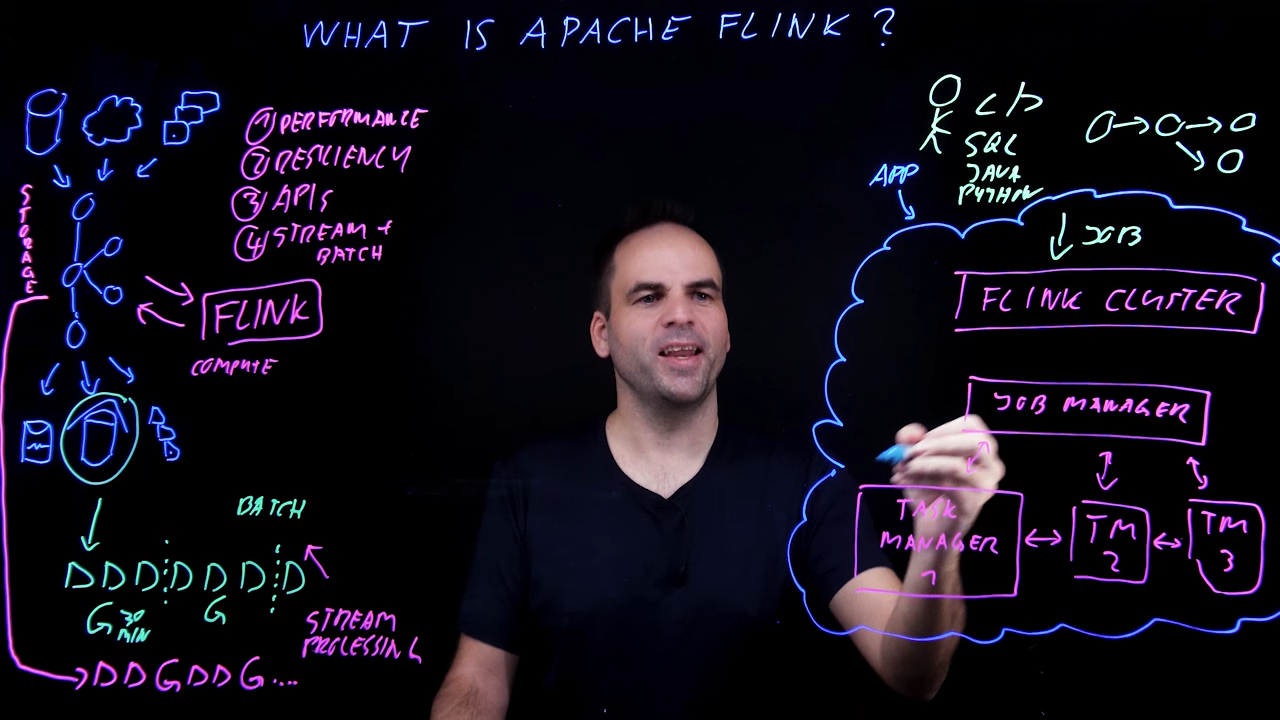 WHAT IS APACHE FLINK?
1 PERFORMANCE
2 RESILIENCY
3 APIS
4 STREAM +
BATCH
STORAGE
FLINK
COMPUTE
D
D
D
BATCH
D D D D D D D
G 30 MIN G
STREAM
PROCESSING
D D G D D G....
</>
SQL
JAVA
PYTHON
APP
JOB
FLINK CLUSTER
JOB MANAGER
TASK
MANAGER
1
TM
2
TM
3